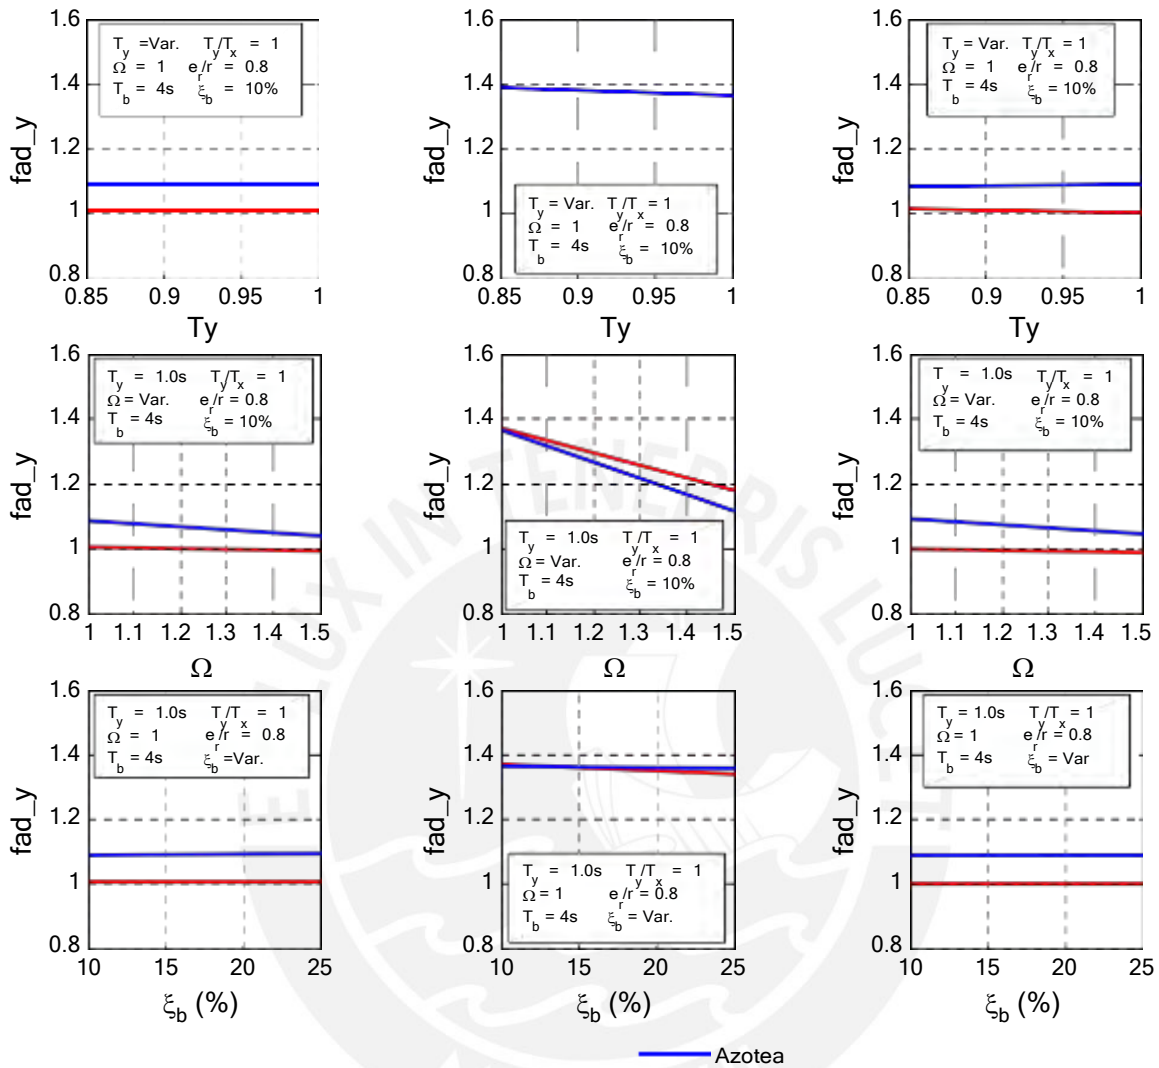 1.6
1.4
1.2
1
0.8
fad_y
T_y =Var. T_y/T_x = 1
Ω = 1 e_r/r = 0.8
T_b = 4s ξ_b = 10%
0.85 0.9 0.95 1
Ty
1.6
1.4
1.2
1
0.8
fad_y
T_y = Var. T_y/T_x = 1
Ω = 1 e_r/r = 0.8
T_b = 4s ξ_b = 10%
0.85 0.9 0.95 1
Ty
1.6
1.4
1.2
1
0.8
fad_y
T_y = Var. T_y/T_x = 1
Ω = 1 e_r/r = 0.8
T_b = 4s ξ_b = 10%
0.85 0.9 0.95 1
Ty
1.6
1.4
1.2
1
0.8
fad_y
T_y = 1.0s T_y/T_x = 1
Ω = Var. e_r/r = 0.8
T_b = 4s ξ_b = 10%
1 1.1 1.2 1.3 1.4 1.5
Ω
1.6
1.4
1.2
1
0.8
fad_y
T_y = 1.0s T_y/T_x = 1
Ω = Var. e_r/r = 0.8
T_b = 4s ξ_b = 10%
1 1.1 1.2 1.3 1.4 1.5
Ω
1.6
1.4
1.2
1
0.8
fad_y
T_y = 1.0s T_y/T_x = 1
Ω = Var. e_r/r = 0.8
T_b = 4s ξ_b = 10%
1 1.1 1.2 1.3 1.4 1.5
Ω
1.6
1.4
1.2
1
0.8
fad_y
T_y = 1.0s T_y/T_x = 1
Ω = 1 e_r/r = 0.8
T_b = 4s ξ_b =Var.
10 15 20 25
ξ_b (%)
1.6
1.4
1.2
1
0.8
fad_y
T_y = 1.0s T_y/T_x = 1
Ω = 1 e_r/r = 0.8
T_b = 4s ξ_b = Var.
10 15 20 25
ξ_b (%)
1.6
1.4
1.2
1
0.8
fad_y
T_y = 1.0s T_y/T_x = 1
Ω = 1 e_r/r = 0.8
T_b = 4s ξ_b = Var
10 15 20 25
ξ_b (%)
Azotea
LUX IN TENEBRIS LUCET